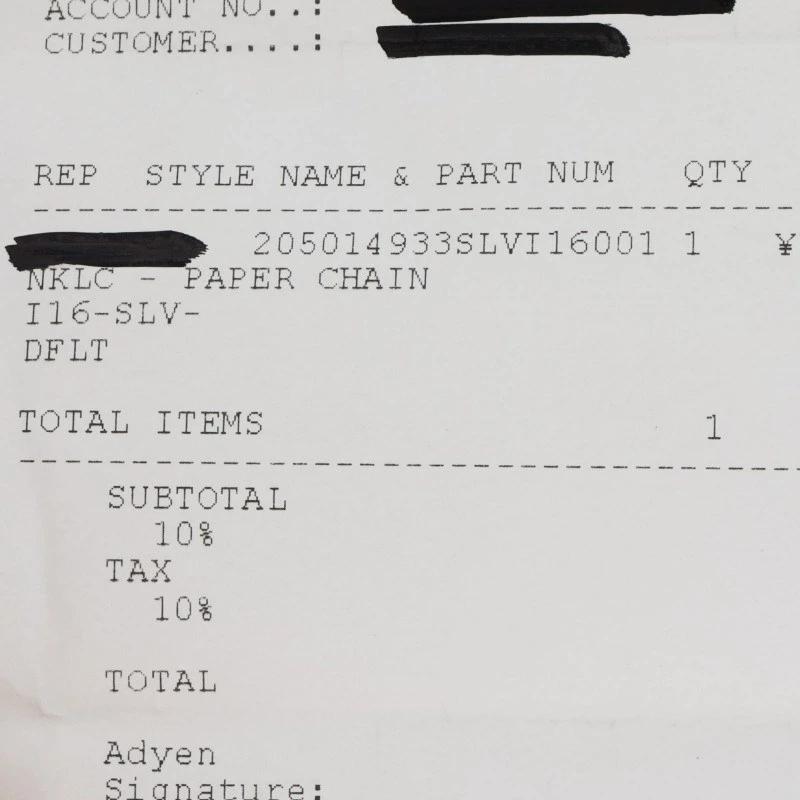 ACCOUNT NO..:
CUSTOMER....:
REP STYLE NAME & PART NUM QTY
205014933SLVI16001 1 ¥
NKLC - PAPER CHAIN
I16-SLV-
DFLT
TOTAL ITEMS 1
SUBTOTAL
10%
TAX
10%
TOTAL
Adyen
Signature: